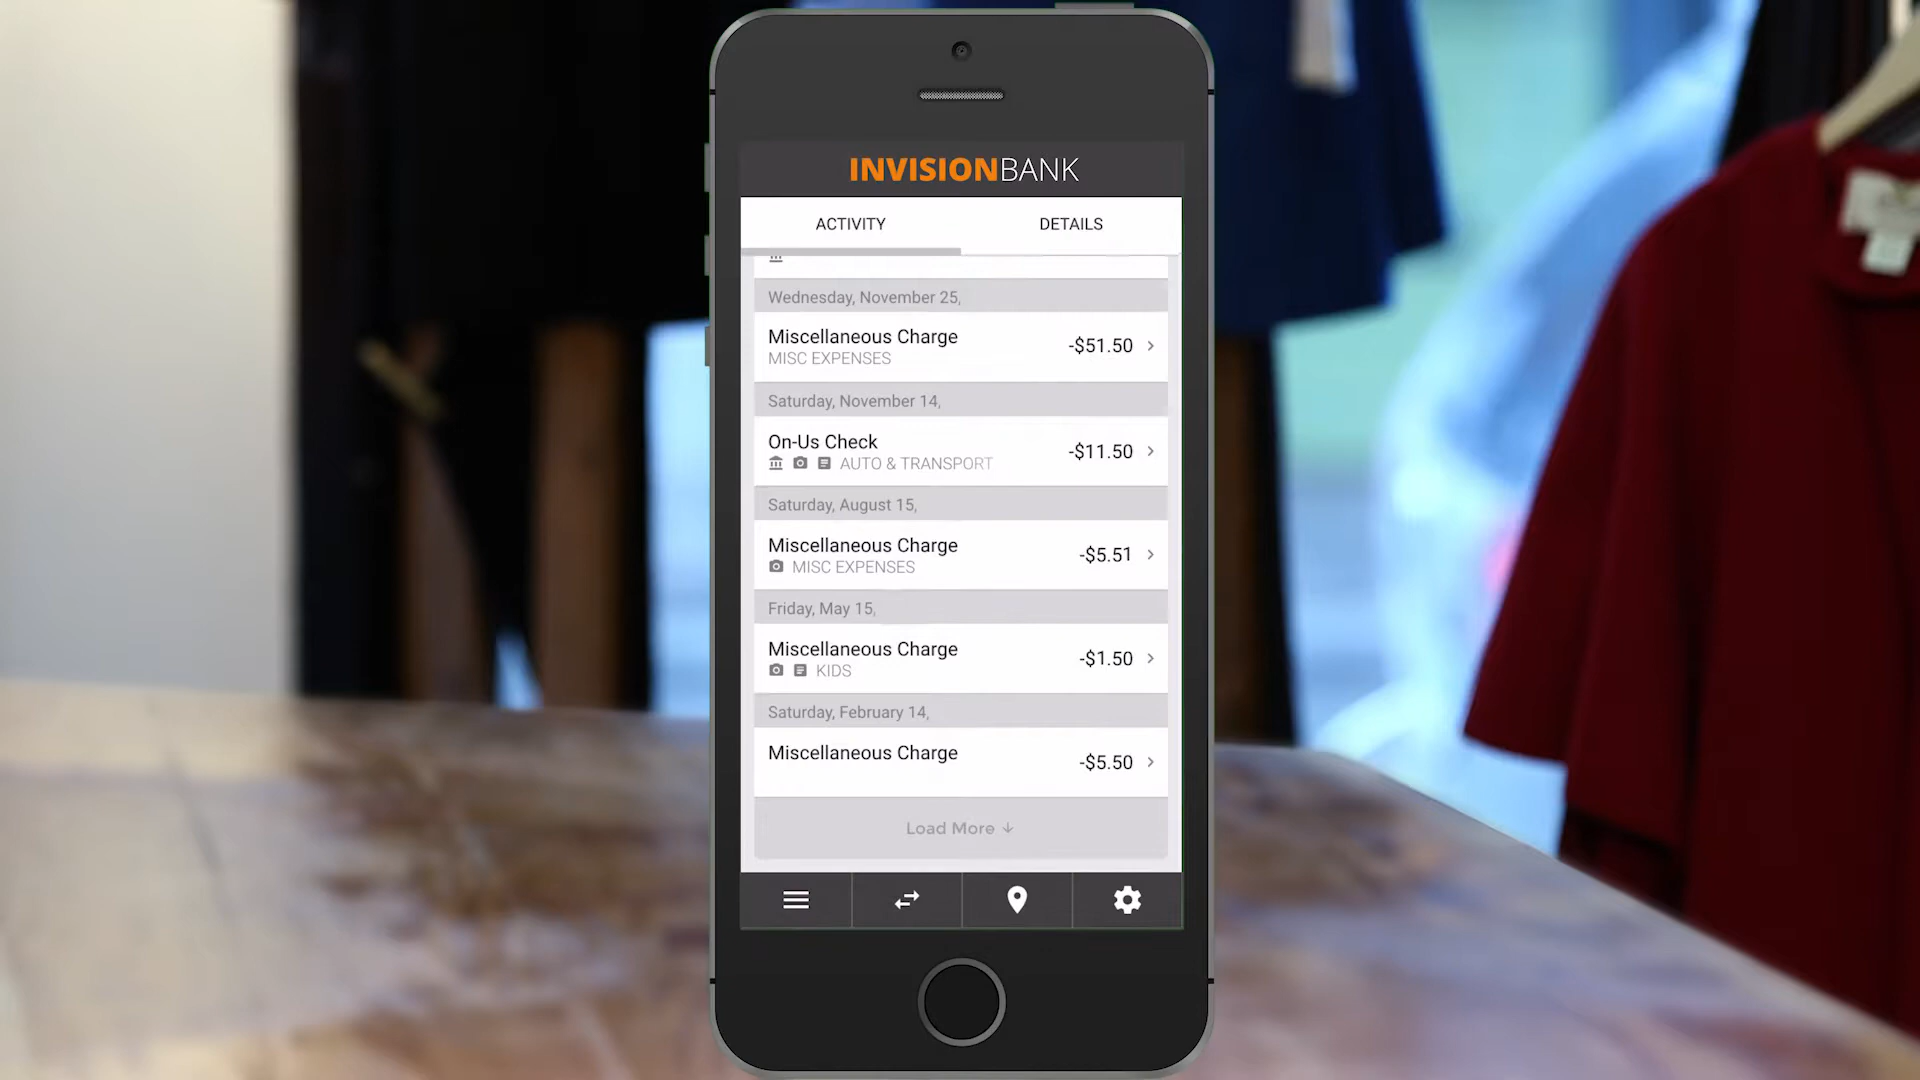 INVISIONBANK
ACTIVITY
DETAILS
Wednesday, November 25,
Miscellaneous Charge
-$51.50
MISC EXPENSES
Saturday, November 14,
On-Us Check
-$11.50
AUTO & TRANSPORT
Saturday, August 15,
Miscellaneous Charge
-$5.51
MISC EXPENSES
Friday, May 15,
Miscellaneous Charge
-$1.50
KIDS
Saturday, February 14,
Miscellaneous Charge
-$5.50
Load More ↓